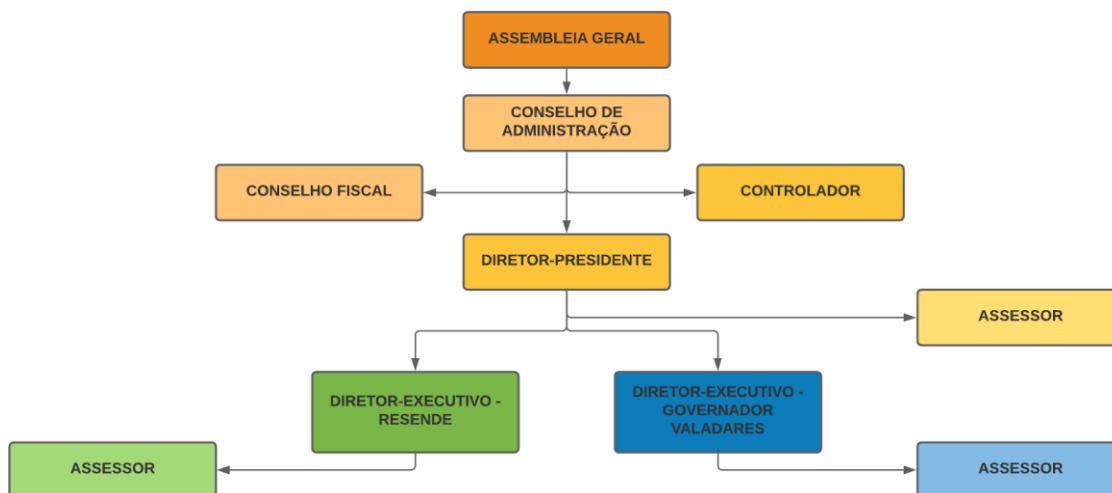 ASSEMBLEIA GERAL
CONSELHO DE
ADMINISTRAÇÃO
CONSELHO FISCAL
CONTROLADOR
DIRETOR-PRESIDENTE
ASSESSOR
DIRETOR-EXECUTIVO -
RESENDE
DIRETOR-EXECUTIVO -
GOVERNADOR
VALADARES
ASSESSOR
ASSESSOR